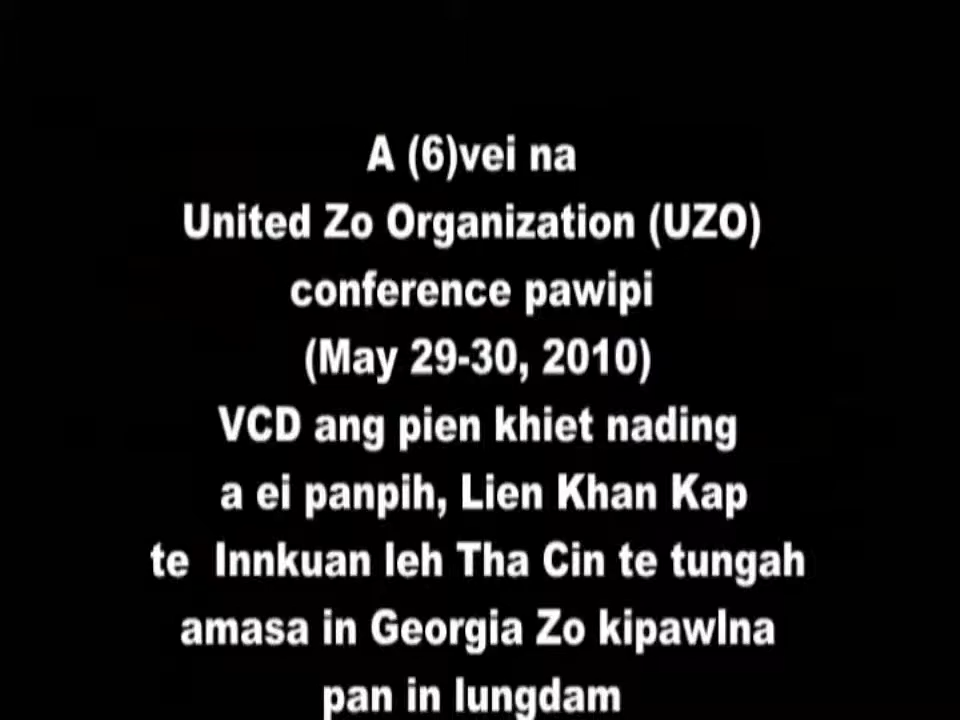 A (6)vei na
United Zo Organization (UZO)
conference pawipi
(May 29-30, 2010)
VCD ang pien khiet nading
a ei panpih, Lien Khan Kap
te Innkuan leh Tha Cin te tungah
amasa in Georgia Zo kipawlna
pan in lungdam